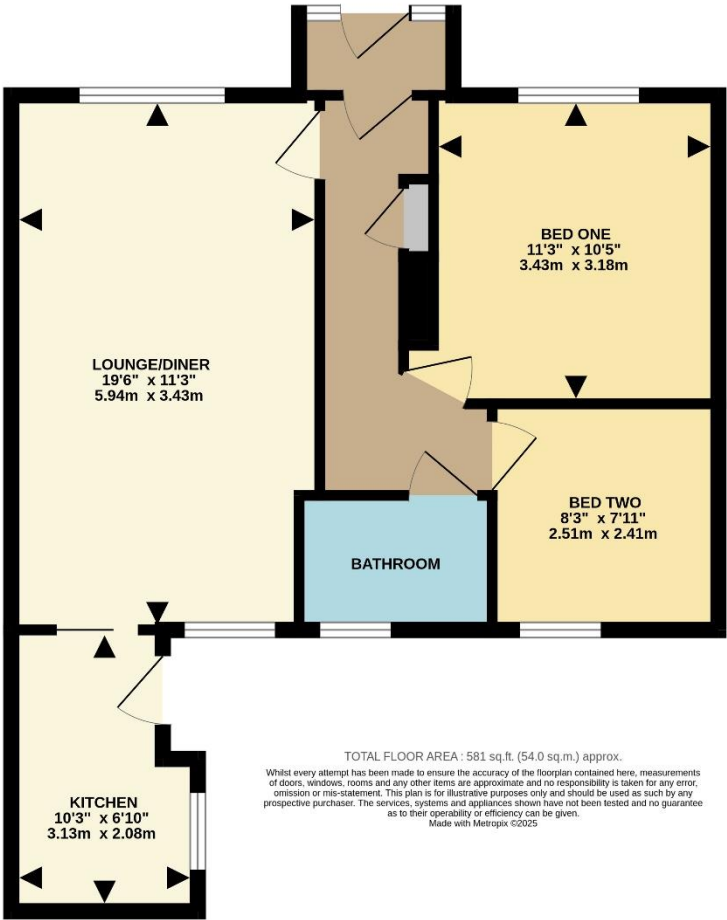 BED ONE
11'3" x 10'5"
3.43m x 3.18m
LOUNGE/DINER
19'6" x 11'3"
5.94m x 3.43m
BED TWO
8'3" x 7'11"
2.51m x 2.41m
BATHROOM
KITCHEN
10'3" x 6'10"
3.13m x 2.08m
TOTAL FLOOR AREA : 581 sq.ft. (54.0 sq.m.) approx.
Whilst every attempt has been made to ensure the accuracy of the floorplan contained here, measurements
of doors, windows, rooms and any other items are approximate and no responsibility is taken for any error,
omission or mis-statement. This plan is for illustrative purposes only and should be used as such by any
prospective purchaser. The services, systems and appliances shown have not been tested and no guarantee
as to their operability or efficiency can be given.
Made with Metropix ©2025